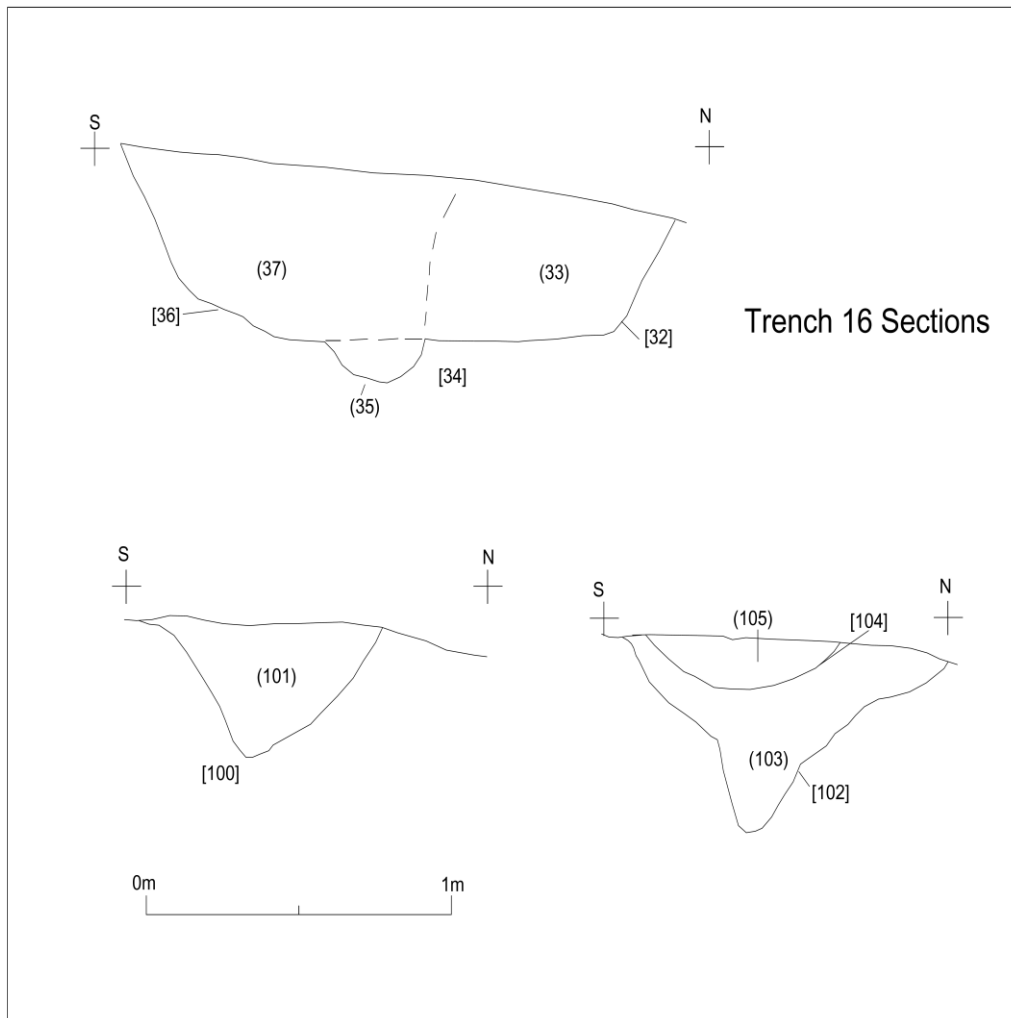 S
N
(37)
(33)
[36]
[32]
Trench 16 Sections
[34]
(35)
S
N
(101)
[100]
S
N
(105)
[104]
(103)
[102]
0m
1m